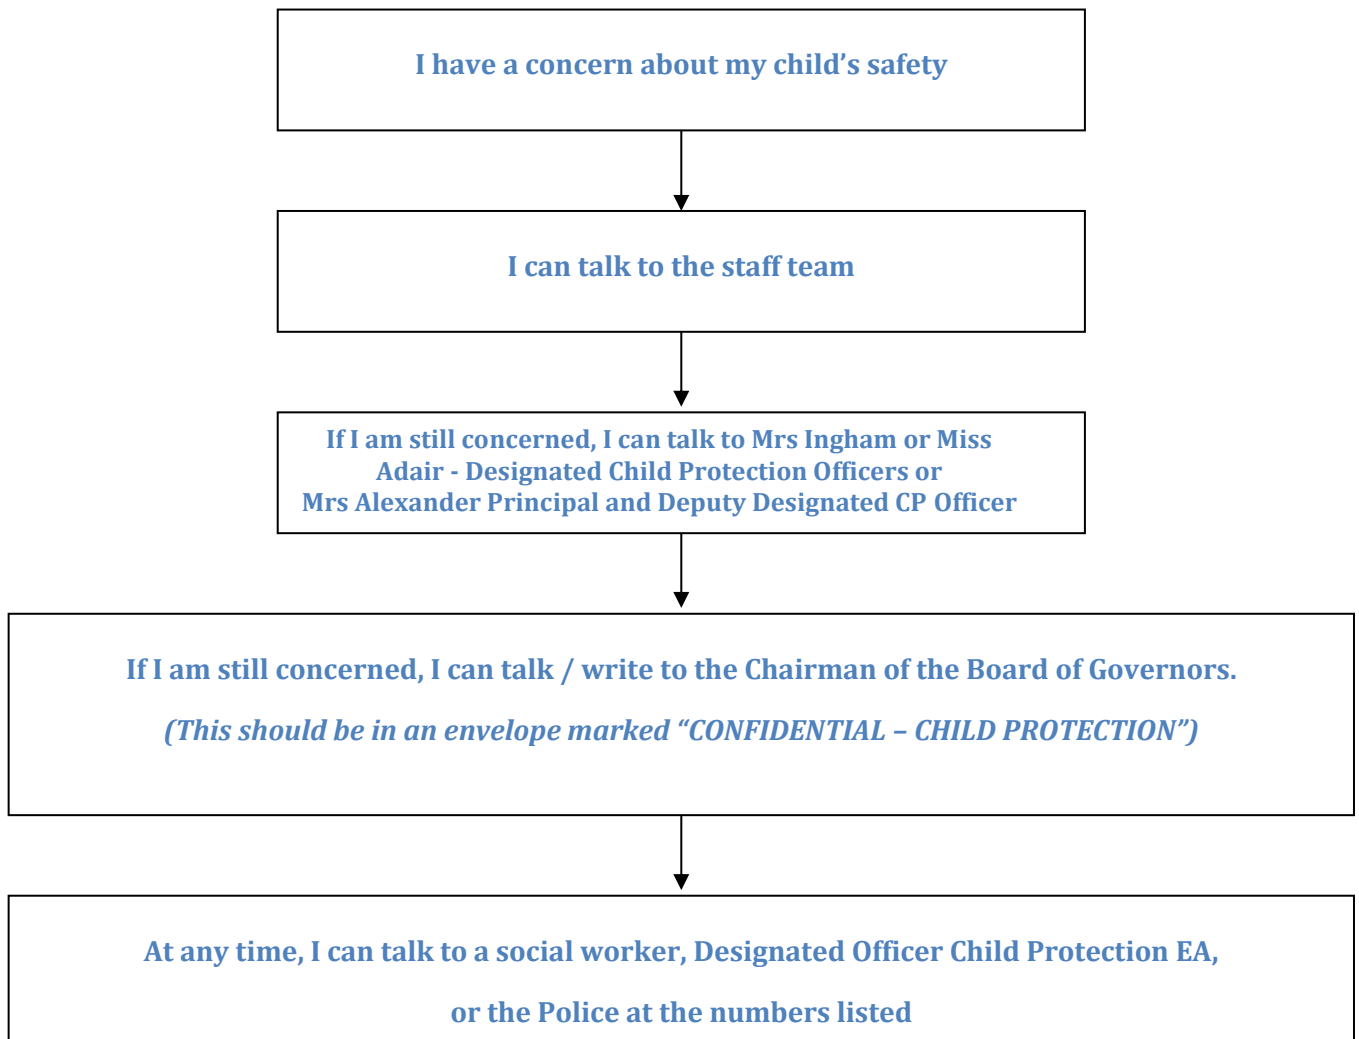 I have a concern about my child’s safety
I can talk to the staff team
If I am still concerned, I can talk to Mrs Ingham or Miss
Adair - Designated Child Protection Officers or
Mrs Alexander Principal and Deputy Designated CP Officer
If I am still concerned, I can talk / write to the Chairman of the Board of Governors.
(This should be in an envelope marked “CONFIDENTIAL – CHILD PROTECTION”)
At any time, I can talk to a social worker, Designated Officer Child Protection EA,
or the Police at the numbers listed